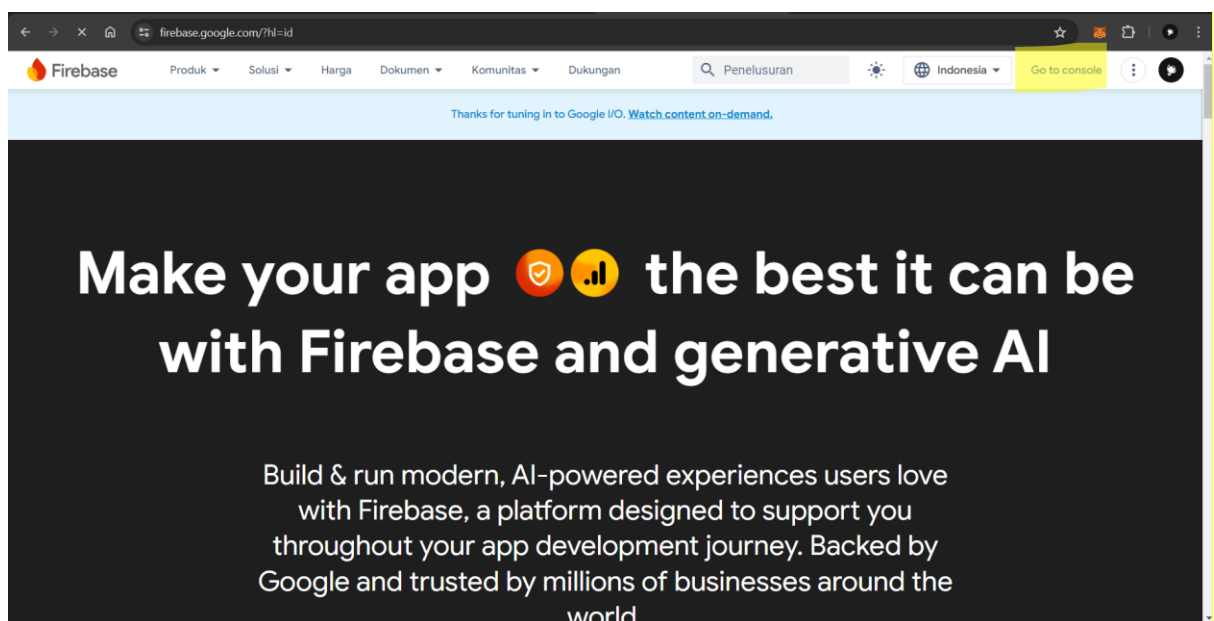 firebase.google.com/?hl=id
Firebase Produk Solusi Harga Dokumen Komunitas Dukungan Penelusuran Indonesia Go to console
Thanks for tuning in to Google I/O. Watch content on-demand.
Make your app the best it can be
with Firebase and generative AI
Build & run modern, AI-powered experiences users love
with Firebase, a platform designed to support you
throughout your app development journey. Backed by
Google and trusted by millions of businesses around the
world